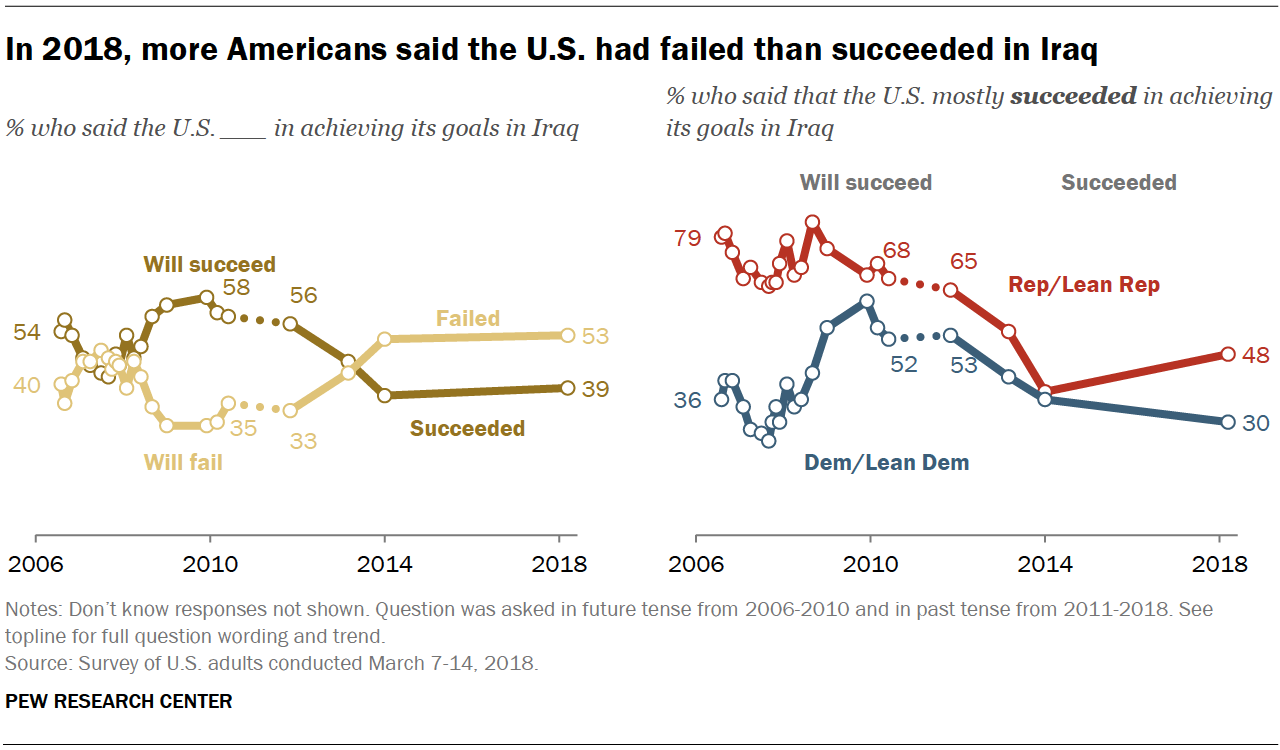 In 2018, more Americans said the U.S. had failed than succeeded in Iraq
% who said the U.S. ___ in achieving its goals in Iraq
Will succeed
58
56
54
40
Failed
53
39
35
33
Succeeded
Will fail
2006
2010
2014
2018
% who said that the U.S. mostly succeeded in achieving
its goals in Iraq
Will succeed
Succeeded
79
68
65
Rep/Lean Rep
48
52
53
36
30
Dem/Lean Dem
2006
2010
2014
2018
Notes: Don't know responses not shown. Question was asked in future tense from 2006-2010 and in past tense from 2011-2018. See
topline for full question wording and trend.
Source: Survey of U.S. adults conducted March 7-14, 2018.
PEW RESEARCH CENTER